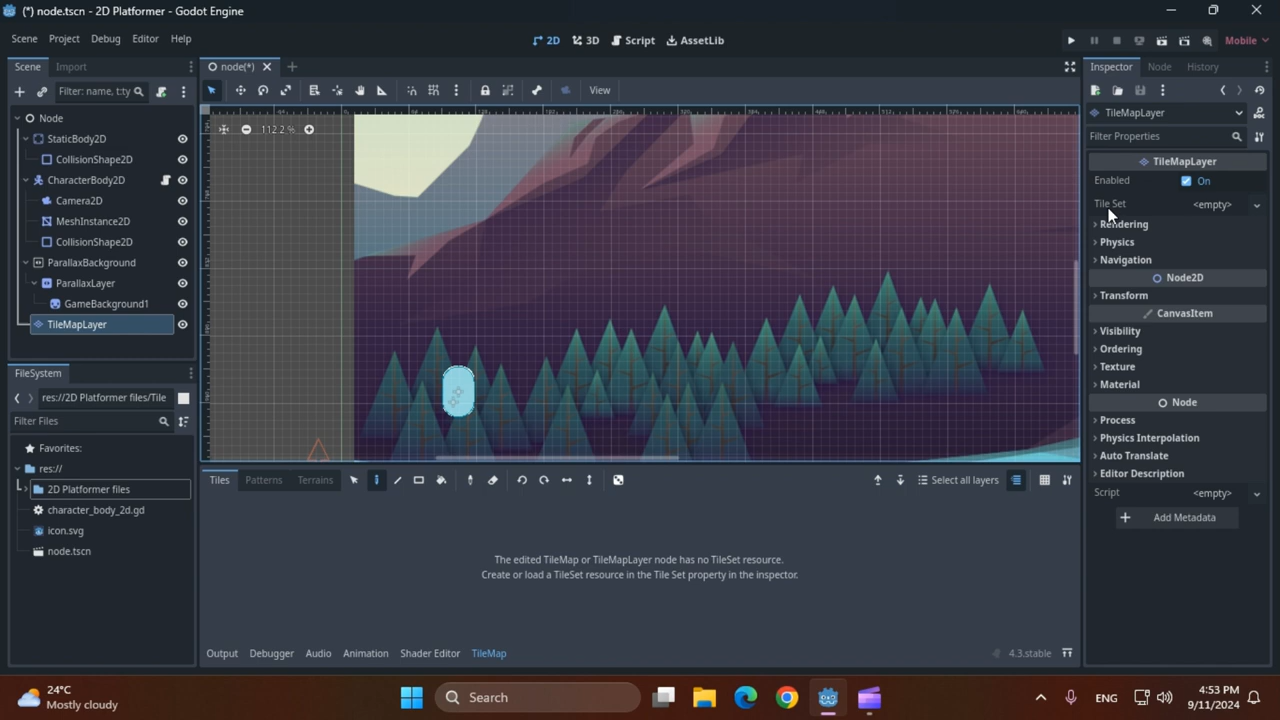 (*) node.tscn - 2D Platformer - Godot Engine
Scene Project Debug Editor Help
2D 3D Script AssetLib
Mobile
Scene Import
node(*)
Inspector Node History
Filter: name, t:ty
View
TileMapLayer
Filter Properties
112.2 %
Node
StaticBody2D
CollisionShape2D
CharacterBody2D
Camera2D
MeshInstance2D
CollisionShape2D
ParallaxBackground
ParallaxLayer
GameBackground1
TileMapLayer
TileMapLayer
Enabled On
Tile Set <empty>
Rendering
Physics
Navigation
Node2D
Transform
CanvasItem
Visibility
Ordering
Texture
Material
Node
Process
Physics Interpolation
Auto Translate
Editor Description
Script <empty>
Add Metadata
FileSystem
res://2D Platformer files/Tile
Filter Files
Favorites:
res://
2D Platformer files
character_body_2d.gd
icon.svg
node.tscn
Tiles Patterns Terrains
Select all layers
The edited TileMap or TileMapLayer node has no TileSet resource.
Create or load a TileSet resource in the Tile Set property in the inspector.
Output Debugger Audio Animation Shader Editor TileMap
4.3.stable
24°C
Mostly cloudy
Search
ENG
4:53 PM
9/11/2024